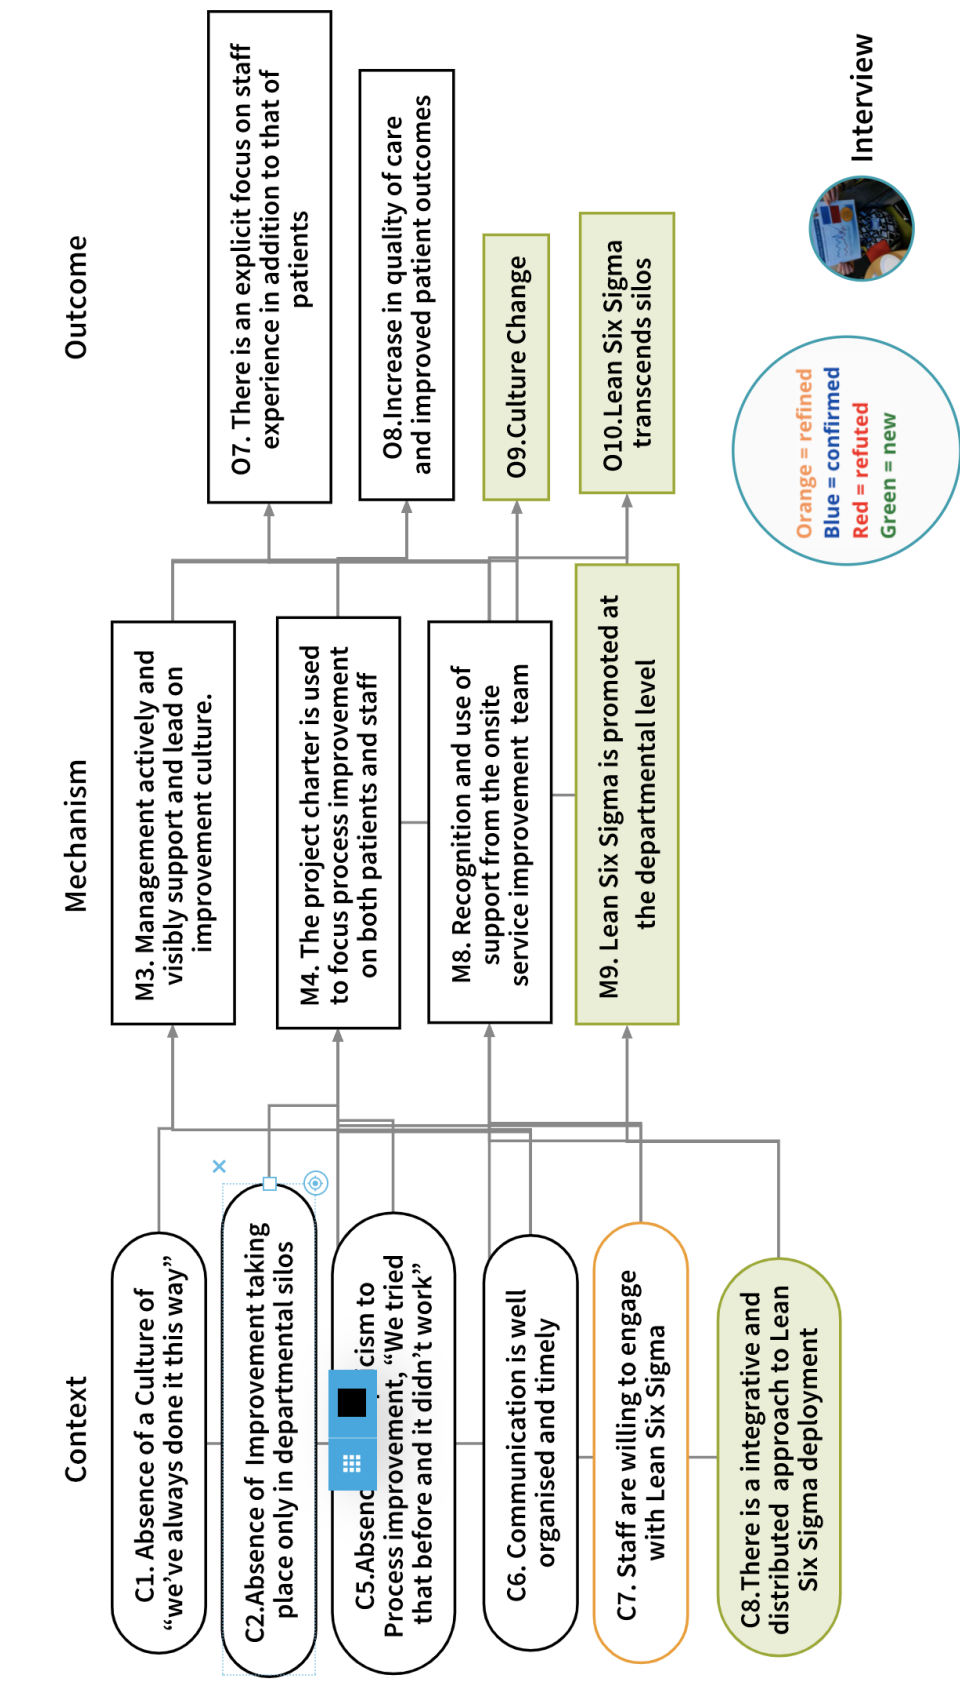 Context
C1. Absence of a Culture of
“we’ve always done it this way”
C2.Absence of Improvement taking
place only in departmental silos
C5.Absenc cism to
Process improvement, “We tried
that before and it didn’t work”
C6. Communication is well
organised and timely
C7. Staff are willing to engage
with Lean Six Sigma
C8.There is a integrative and
distributed approach to Lean
Six Sigma deployment
Mechanism
M3. Management actively and
visibly support and lead on
improvement culture.
M4. The project charter is used
to focus process improvement
on both patients and staff
M8. Recognition and use of
support from the onsite
service improvement team
M9. Lean Six Sigma is promoted at
the departmental level
Outcome
O7. There is an explicit focus on staff
experience in addition to that of
patients
O8.Increase in quality of care
and improved patient outcomes
O9.Culture Change
O10.Lean Six Sigma
transcends silos
Orange = refined
Blue = confirmed
Red = refuted
Green = new
Interview